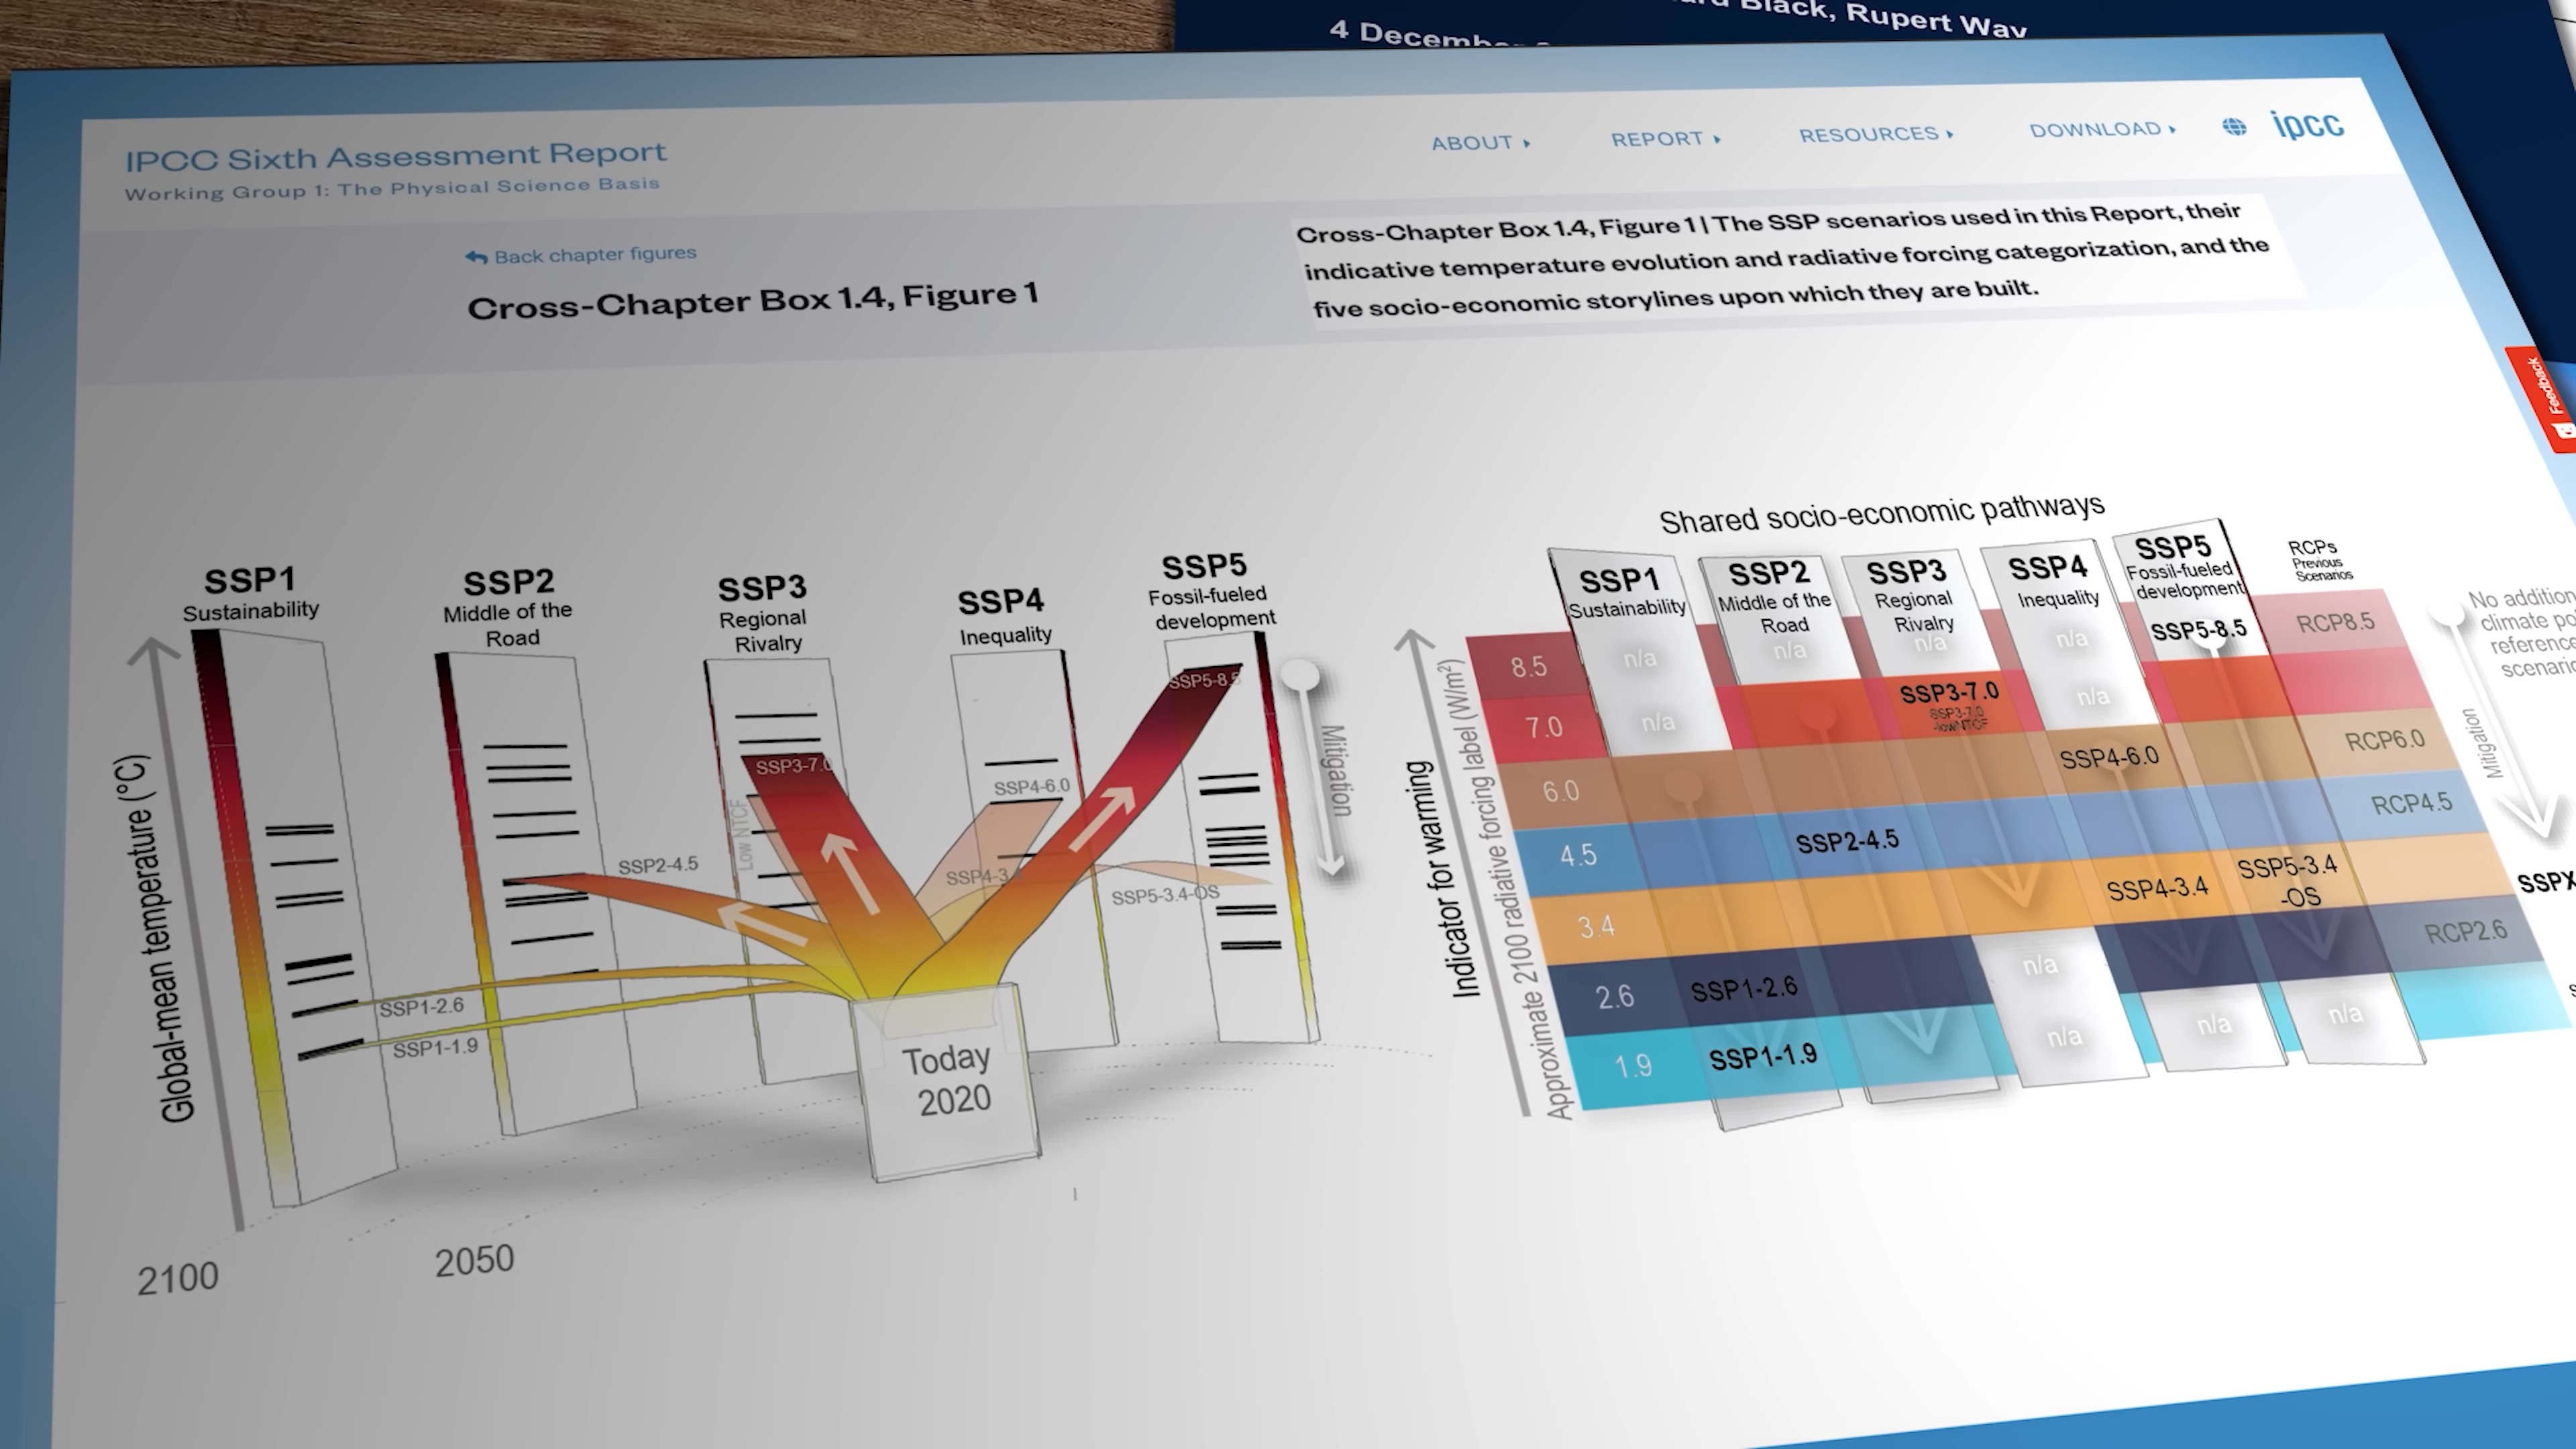 Black, Rupert Way
4 December
IPCC Sixth Assessment Report
Working Group 1: The Physical Science Basis
ABOUT
REPORT
RESOURCES
DOWNLOAD
ipcc
Back chapter figures
Cross-Chapter Box 1.4, Figure 1
Cross-Chapter Box 1.4, Figure 1 | The SSP scenarios used in this Report, their
indicative temperature evolution and radiative forcing categorization, and the
five socio-economic storylines upon which they are built.
Feedback
SSP1
Sustainability
SSP2
Middle of the
Road
SSP3
Regional
Rivalry
SSP4
Inequality
SSP5
Fossil-fueled
development
Global-mean temperature (°C)
SSP5-8.5
SSP3-7.0
Low NTCF
SSP4-6.0
SSP2-4.5
SSP4-3.4
SSP5-3.4-OS
SSP1-2.6
SSP1-1.9
Mitigation
Today
2020
2100
2050
Shared socio-economic pathways
SSP1
Sustainability
SSP2
Middle of the
Road
SSP3
Regional
Rivalry
SSP4
Inequality
SSP5
Fossil-fueled
development
RCPs
Previous
Scenarios
Indicator for warming
Approximate 2100 radiative forcing label (W/m²)
8.5
n/a
n/a
n/a
n/a
SSP5-8.5
RCP8.5
7.0
n/a
SSP3-7.0
SSP3-7.0
-lowNTCF
n/a
6.0
SSP4-6.0
RCP6.0
4.5
SSP2-4.5
RCP4.5
3.4
SSP4-3.4
SSP5-3.4
-OS
2.6
SSP1-2.6
n/a
RCP2.6
1.9
SSP1-1.9
n/a
n/a
n/a
No addition
climate po
reference
scenario
Mitigation
SSPX